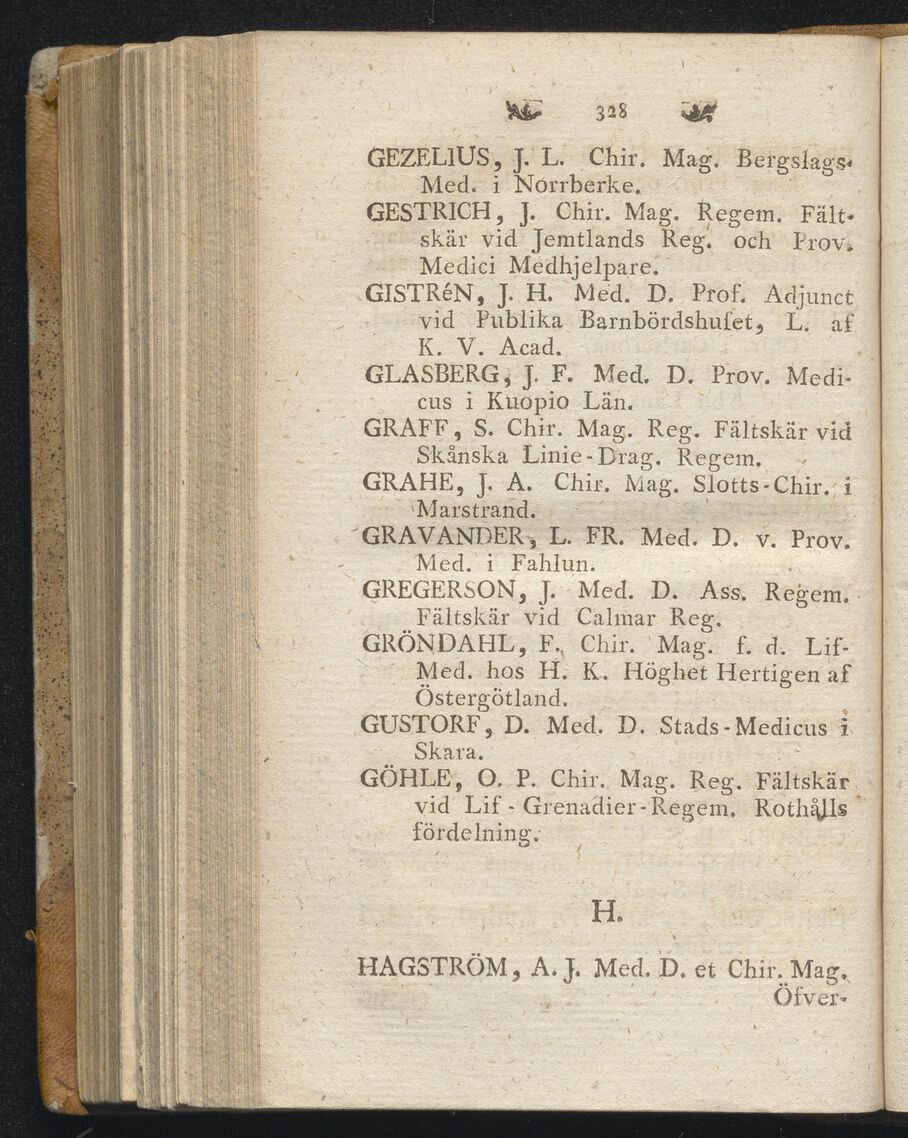 328
GEZELIUS, J. L. Chir. Mag. Bergslags-
Med. i Norrberke.
GESTRICH, J. Chir. Mag. Regem. Fält-
skär vid Jemtlands Reg. och Prov.
Medici Medhjelpare.
GISTRéN, J. H. Med. D. Prof. Adjunct
vid Publika Barnbördshuset, L. af
K. V. Acad.
GLASBERG, J. F. Med. D. Prov. Medi-
cus i Kuopio Län.
GRAFF, S. Chir. Mag. Reg. Fältskär vid
Skånska Linie-Drag. Regem.
GRAHE, J. A. Chir. Mag. Slotts-Chir. i
Marstrand.
GRAVANDER, L. FR. Med. D. v. Prov.
Med. i Fahlun.
GREGERSON, J. Med. D. Ass. Regem.
Fältskär vid Calmar Reg.
GRÖNDAHL, F. Chir. Mag. f. d. Lif-
Med. hos H. K. Höghet Hertigen af
Östergötland.
GUSTORF, D. Med. D. Stads-Medicus i
Skara.
GÖHLE, O. P. Chir. Mag. Reg. Fältskär
vid Lif-Grenadier-Regem. Rothålls
fördelning.
H.
HAGSTRÖM, A. J. Med. D. et Chir. Mag.
Öfver-